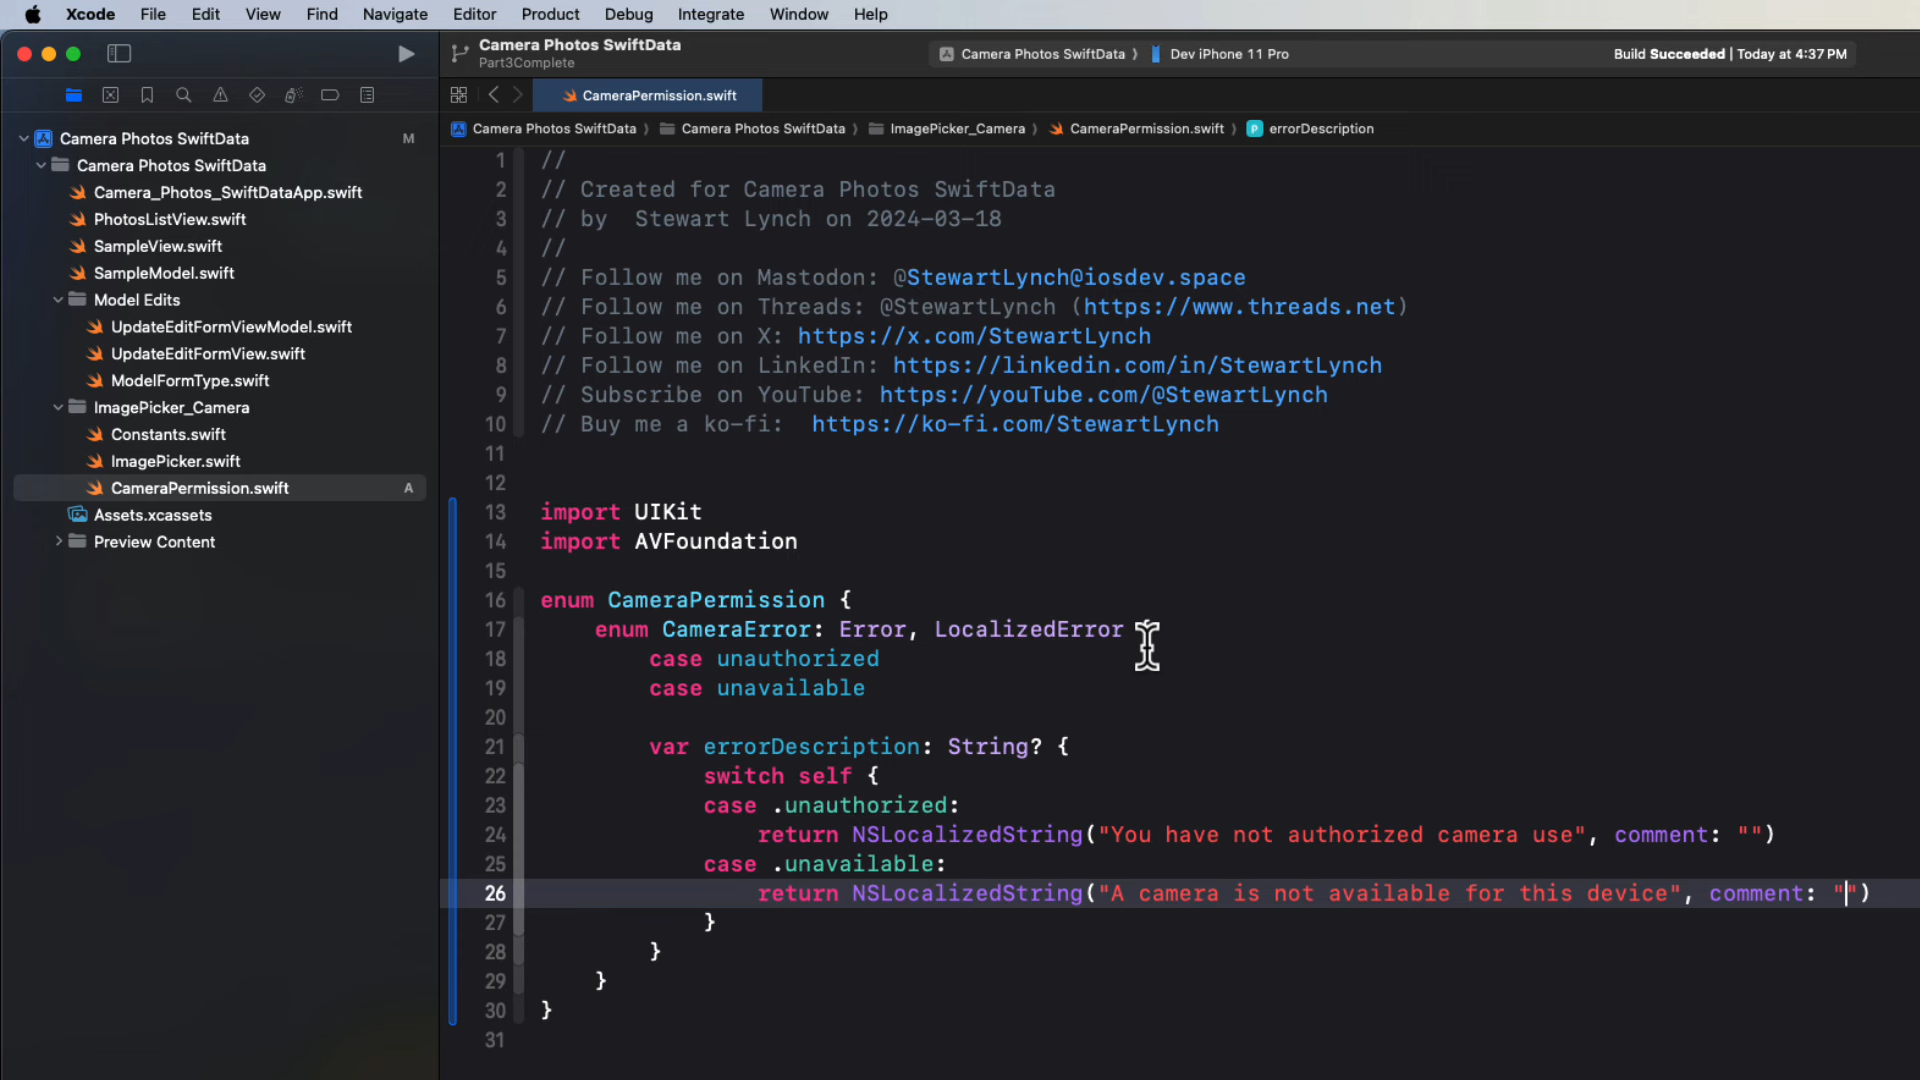 Xcode File Edit View Find Navigate Editor Product Debug Integrate Window Help
Camera Photos SwiftData
Part3Complete
Camera Photos SwiftData ⟩ Dev iPhone 11 Pro
Build Succeeded | Today at 4:37 PM
CameraPermission.swift
Camera Photos SwiftData ⟩ Camera Photos SwiftData ⟩ ImagePicker_Camera ⟩ CameraPermission.swift ⟩ P errorDescription
Camera Photos SwiftData M
Camera Photos SwiftData
Camera_Photos_SwiftDataApp.swift
PhotosListView.swift
SampleView.swift
SampleModel.swift
Model Edits
UpdateEditFormViewModel.swift
UpdateEditFormView.swift
ModelFormType.swift
ImagePicker_Camera
Constants.swift
ImagePicker.swift
CameraPermission.swift A
Assets.xcassets
Preview Content
1 //
2 // Created for Camera Photos SwiftData
3 // by  Stewart Lynch on 2024-03-18
4 //
5 // Follow me on Mastodon: @StewartLynch@iosdev.space
6 // Follow me on Threads: @StewartLynch (https://www.threads.net)
7 // Follow me on X: https://x.com/StewartLynch
8 // Follow me on LinkedIn: https://linkedin.com/in/StewartLynch
9 // Subscribe on YouTube: https://youTube.com/@StewartLynch
10 // Buy me a ko-fi:  https://ko-fi.com/StewartLynch
11
12
13 import UIKit
14 import AVFoundation
15
16 enum CameraPermission {
17 enum CameraError: Error, LocalizedError
18 case unauthorized
19 case unavailable
20
21 var errorDescription: String? {
22 switch self {
23 case .unauthorized:
24 return NSLocalizedString("You have not authorized camera use", comment: "")
25 case .unavailable:
26 return NSLocalizedString("A camera is not available for this device", comment: "")
27 }
28 }
29 }
30 }
31